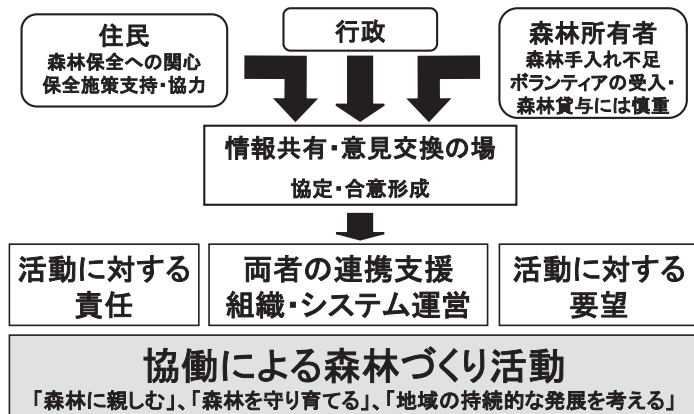 住民
森林保全への関心
保全施策支持・協力
行政
森林所有者
森林手入れ不足
ボランティアの受入・
森林貸与には慎重
情報共有・意見交換の場
協定・合意形成
活動に対する
責任
両者の連携支援
組織・システム運営
活動に対する
要望
協働による森林づくり活動
「森林に親しむ」、「森林を守り育てる」、「地域の持続的な発展を考える」